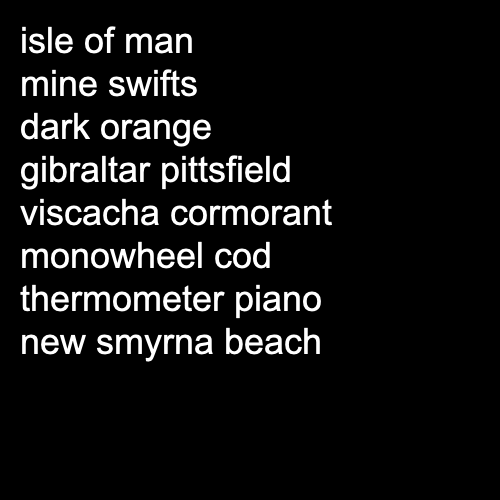 isle of man
mine swifts
dark orange
gibraltar pittsfield
viscacha cormorant
monowheel cod
thermometer piano
new smyrna beach